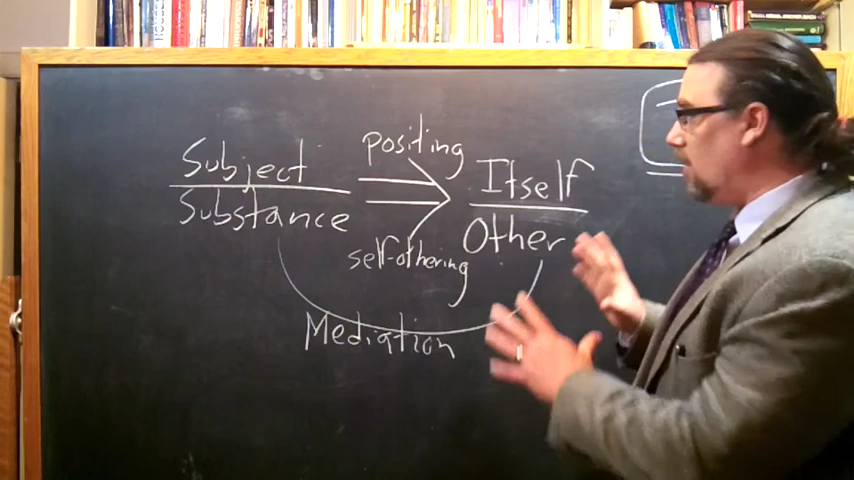 Subject
Substance
positing
self-othering
Itself
Other
Mediation